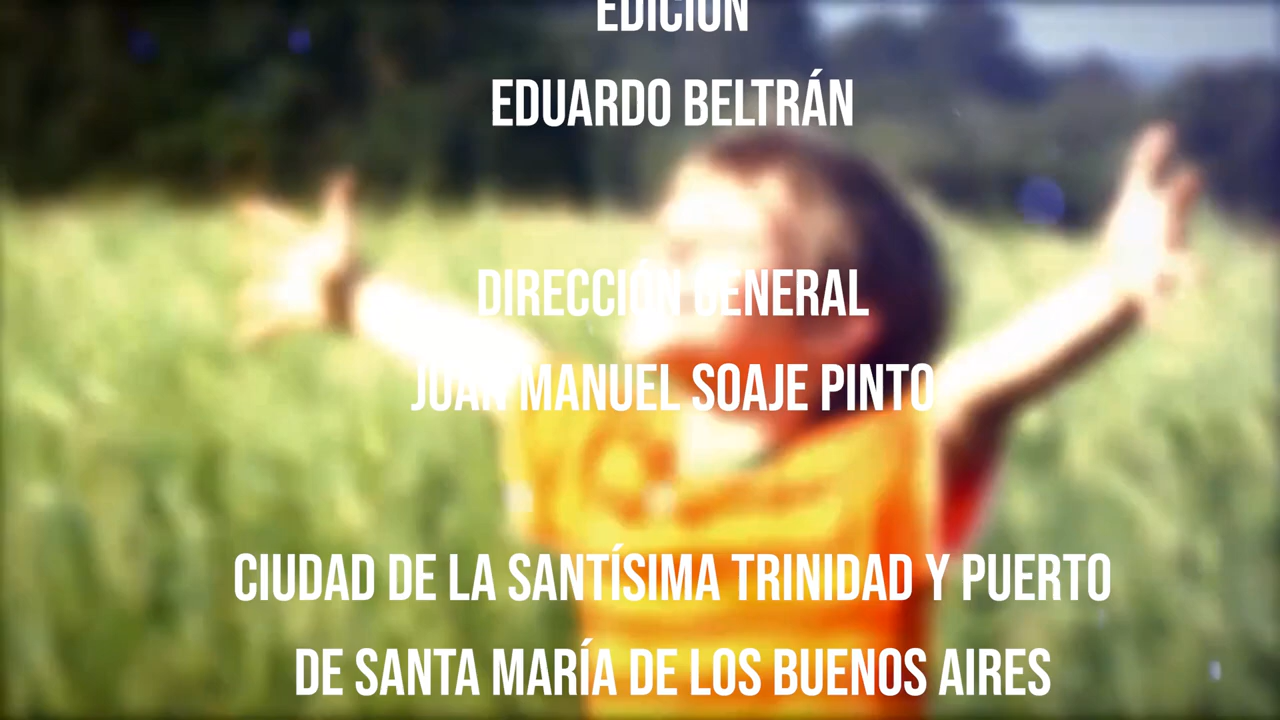 EDICIÓN
EDUARDO BELTRÁN
DIRECCIÓN GENERAL
JUAN MANUEL SOAJE PINTO
CIUDAD DE LA SANTÍSIMA TRINIDAD Y PUERTO
DE SANTA MARÍA DE LOS BUENOS AIRES